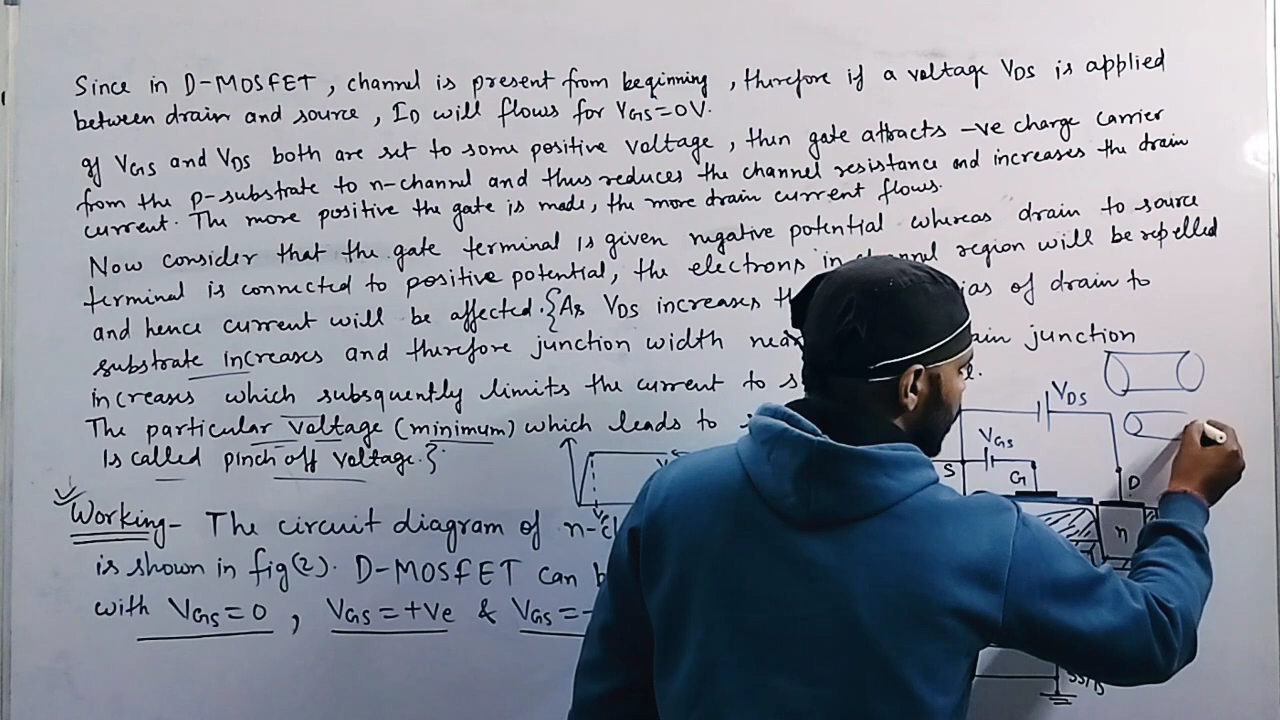 Since in D-MOSFET, channel is present from beginning, therefore if a voltage VDS is applied
between drain and source, ID will flows for VGS=0V.
If VGS and VDS both are set to some positive voltage, then gate attracts -ve charge carrier
from the p-substrate to n-channel and thus reduces the channel resistance and increases the drain
current. The more positive the gate is made, the more drain current flows.
Now consider that the gate terminal is given negative potential whereas drain to source
terminal is connected to positive potential, the electrons in region will be repelled
and hence current will be affected. {As VDS increases of drain to
substrate increases and therefore junction width junction
increases which subsquently limits the current to
The particular voltage (minimum) which leads to
is called pinch off voltage.}
Working- The circuit diagram of
is shown in fig(2). D-MOSFET can
with VGS=0, VGS=+ve & VGS=-
VDS
VGS
S
G
D
n